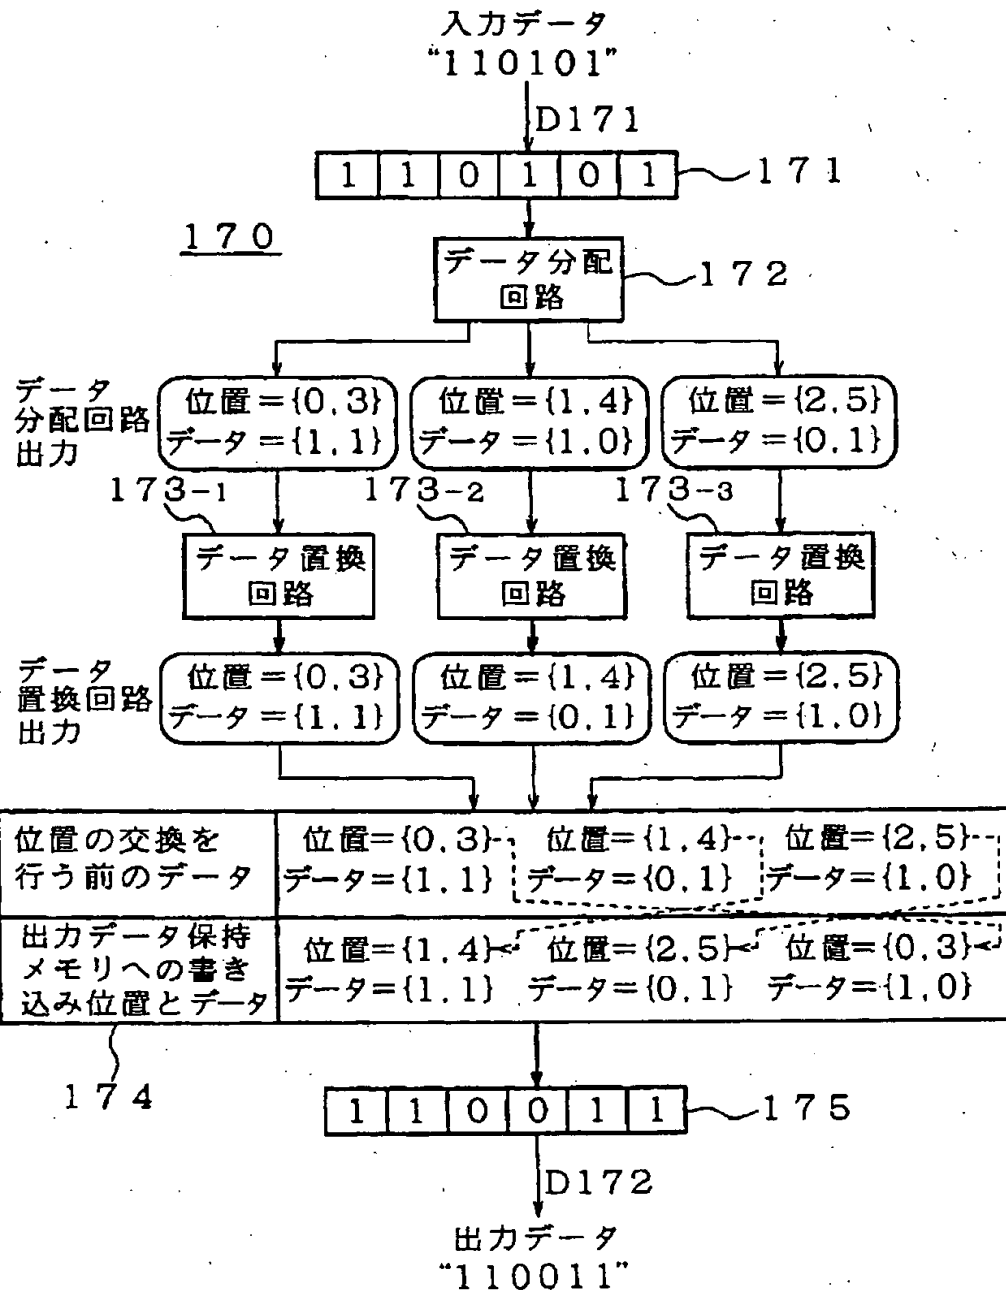 入力データ
“110101”
D171
1 1 0 1 0 1
171
170
データ分配
回路
172
データ
分配回路
出力
位置={0,3}
データ={1,1}
位置={1,4}
データ={1,0}
位置={2,5}
データ={0,1}
173-1
173-2
173-3
データ置換
回路
データ置換
回路
データ置換
回路
データ
置換回路
出力
位置={0,3}
データ={1,1}
位置={1,4}
データ={0,1}
位置={2,5}
データ={1,0}
位置の交換を
行う前のデータ
位置={0,3}
データ={1,1}
位置={1,4}
データ={0,1}
位置={2,5}
データ={1,0}
出力データ保持
メモリへの書き
込み位置とデータ
位置={1,4}
データ={1,1}
位置={2,5}
データ={0,1}
位置={0,3}
データ={1,0}
174
1 1 0 0 1 1
175
D172
出力データ
“110011”